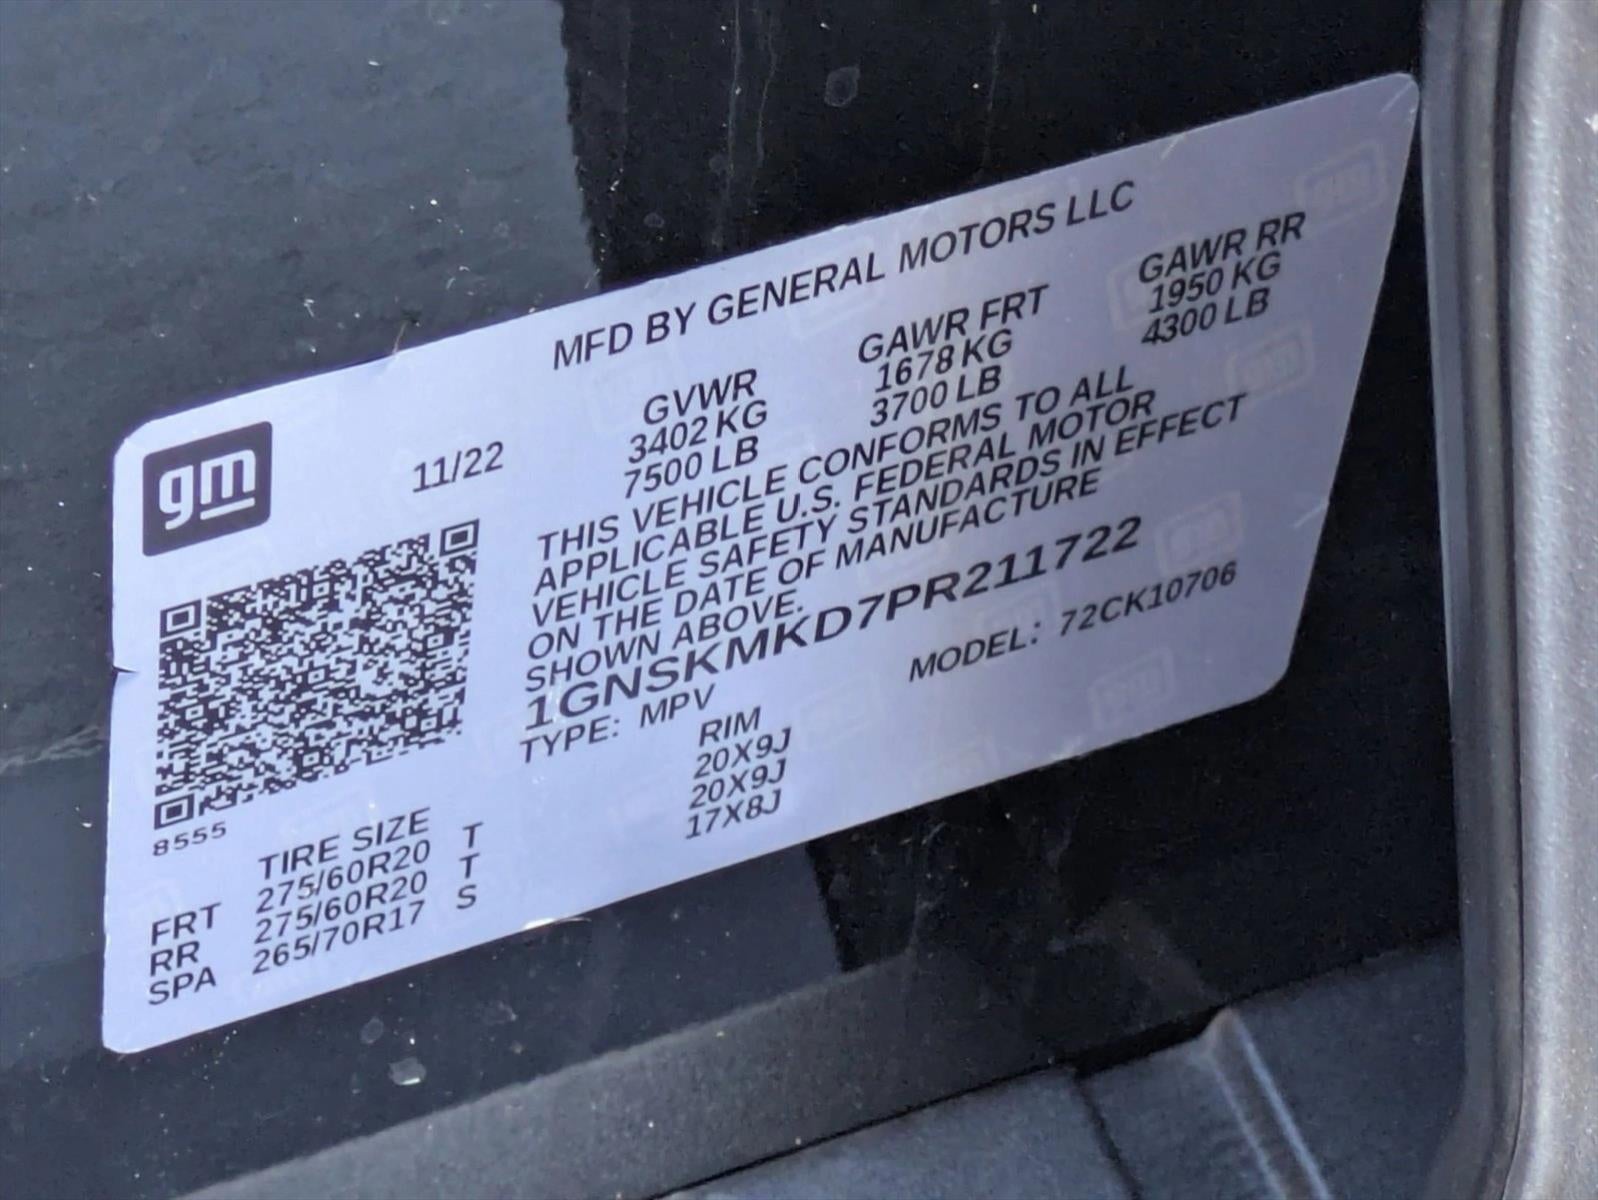 MFD BY GENERAL MOTORS LLC
gm
11/22
GVWR GAWR FRT GAWR RR
3402 KG 1678 KG 1950 KG
7500 LB 3700 LB 4300 LB
THIS VEHICLE CONFORMS TO ALL
APPLICABLE U.S. FEDERAL MOTOR
VEHICLE SAFETY STANDARDS IN EFFECT
ON THE DATE OF MANUFACTURE
SHOWN ABOVE.
1GNSKMKD7PR211722
TYPE: MPV MODEL: 72CK10706
8555
TIRE SIZE RIM
FRT 275/60R20 T 20X9J
RR 275/60R20 T 20X9J
SPA 265/70R17 S 17X8J